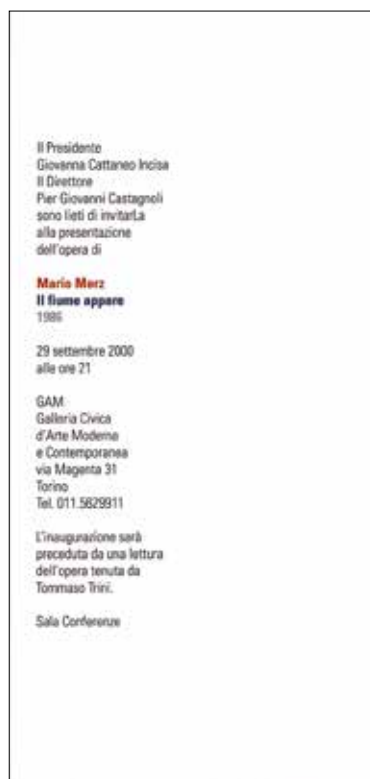 Il Presidente
Giovanna Cattaneo Incisa
Il Direttore
Pier Giovanni Castagnoli
sono lieti di invitarLa
alla presentazione
dell'opera di
Mario Merz
Il fiume appare
1986
29 settembre 2000
alle ore 21
GAM
Galleria Civica
d'Arte Moderna
e Contemporanea
via Magenta 31
Torino
Tel. 011.5629911
L'inaugurazione sarà
preceduta da una lettura
dell'opera tenuta da
Tommaso Trini.
Sala Conferenze